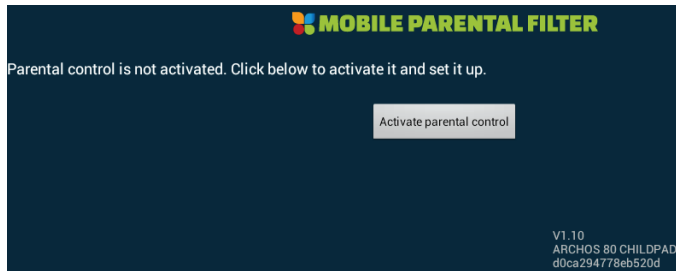 MOBILE PARENTAL FILTER
Parental control is not activated. Click below to activate it and set it up.
Activate parental control
V1.10
ARCHOS 80 CHILDPAD
d0ca294778eb520d